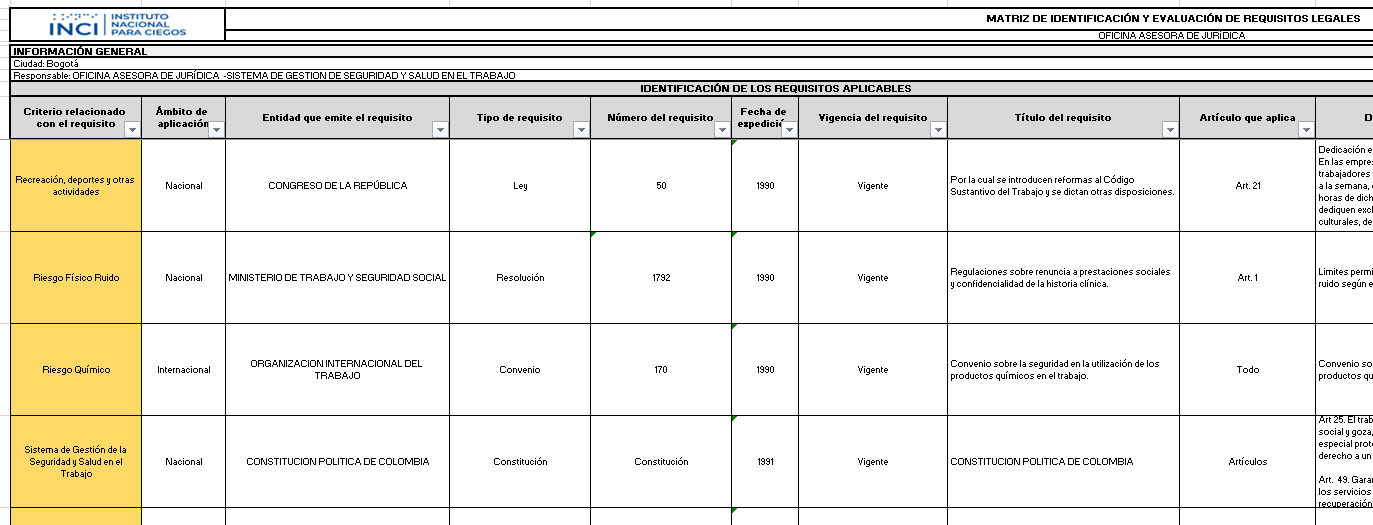 INCI INSTITUTO
NACIONAL
PARA CIEGOS
MATRIZ DE IDENTIFICACIÓN Y EVALUACIÓN DE REQUISITOS LEGALES
OFICINA ASESORA DE JURíDICA
INFORMACIÓN GENERAL
Ciudad: Bogotá
Responsable: OFICINA ASESORA DE JURÍDICA -SISTEMA DE GESTION DE SEGURIDAD Y SALUD EN EL TRABAJO
IDENTIFICACIÓN DE LOS REQUISITOS APLICABLES
Criterio relacionado
con el requisito
Ámbito de
aplicación
Entidad que emite el requisito
Tipo de requisito
Número del requisito
Fecha de
expedició
Vigencia del requisito
Título del requisito
Artículo que aplica
D
Recreación, deportes y otras
actividades
Nacional
CONGRESO DE LA REPÚBLICA
Ley
50
1990
Vigente
Por la cual se introducen reformas al Código
Sustantivo del Trabajo y se dictan otras disposiciones.
Art. 21
Dedicación e
En las empre
trabajadores
a la semana,
horas de dich
dediquen excl
culturales, de
Riesgo Físico Ruido
Nacional
MINISTERIO DE TRABAJO Y SEGURIDAD SOCIAL
Resolución
1792
1990
Vigente
Regulaciones sobre renuncia a prestaciones sociales
y confidencialidad de la historia clínica.
Art. 1
Limites permi
ruido según e
Riesgo Químico
Internacional
ORGANIZACION INTERNACIONAL DEL
TRABAJO
Convenio
170
1990
Vigente
Convenio sobre la seguridad en la utilización de los
productos químicos en el trabajo.
Todo
Convenio so
productos qu
Sistema de Gestión de la
Seguridad y Salud en el
Trabajo
Nacional
CONSTITUCION POLITICA DE COLOMBIA
Constitución
Constitución
1991
Vigente
CONSTITUCION POLITICA DE COLOMBIA
Artículos
Art 25. El trab
social y goza,
especial prot
derecho a un
Art. 49. Gara
los servicios
recuperación